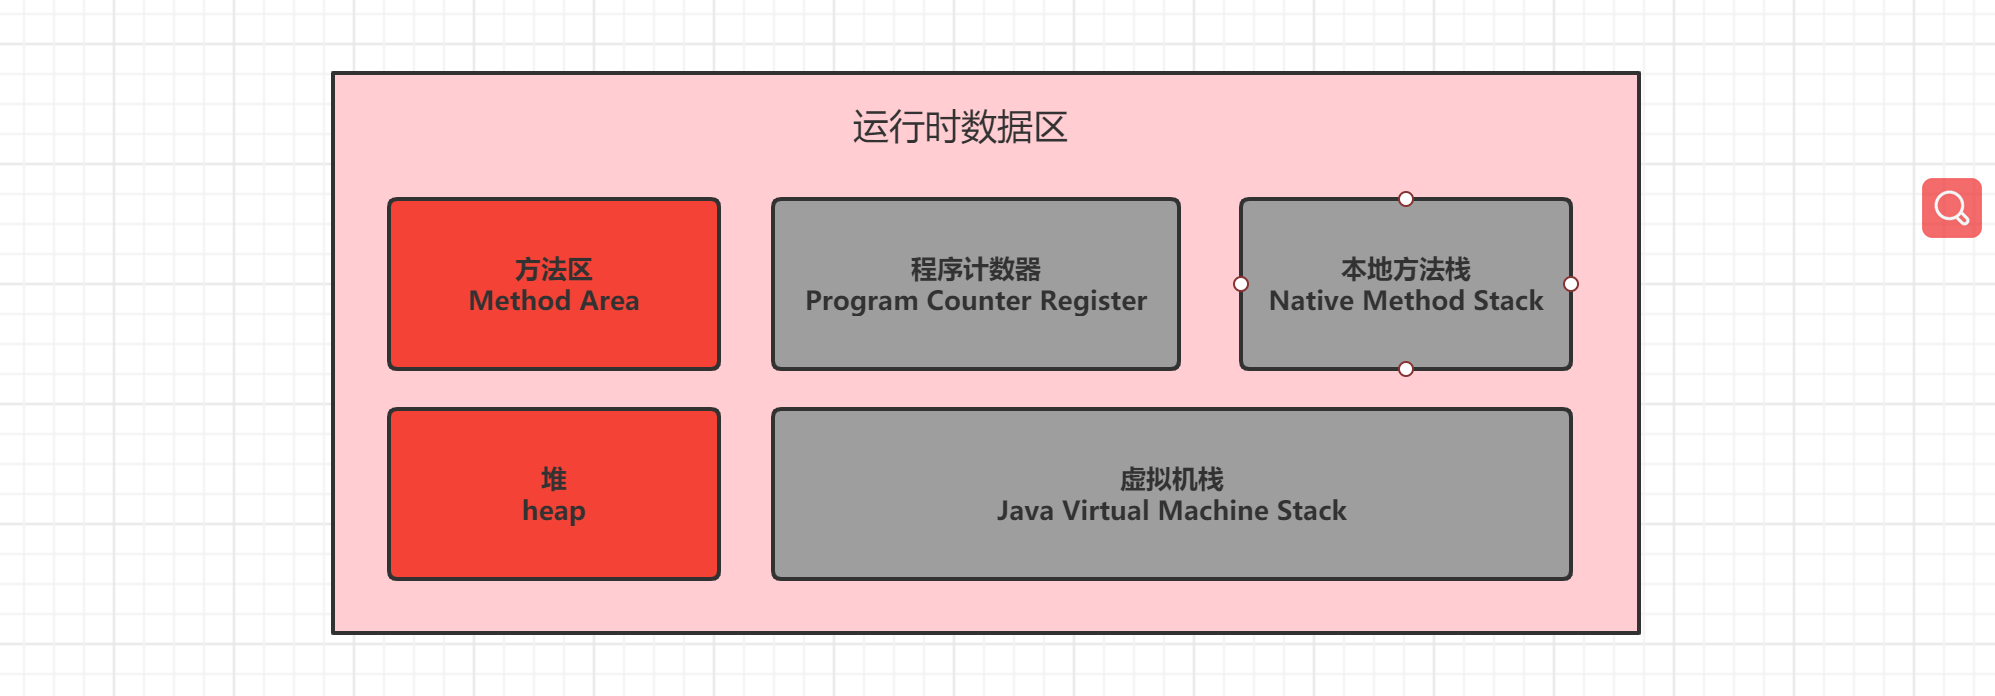 运行时数据区
方法区
Method Area
程序计数器
Program Counter Register
本地方法栈
Native Method Stack
堆
heap
虚拟机栈
Java Virtual Machine Stack